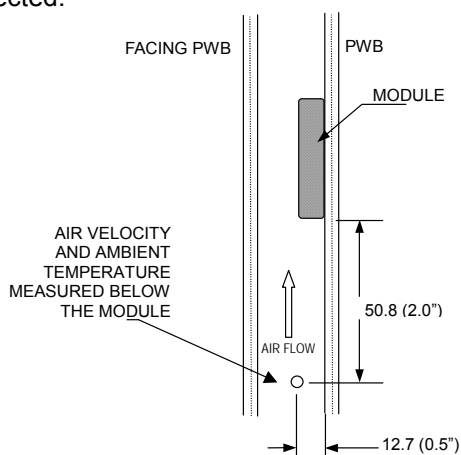 ected.
FACING PWB
PWB
MODULE
AIR VELOCITY
AND AMBIENT
TEMPERATURE
MEASURED BELOW
THE MODULE
50.8 (2.0")
AIR FLOW
12.7 (0.5")